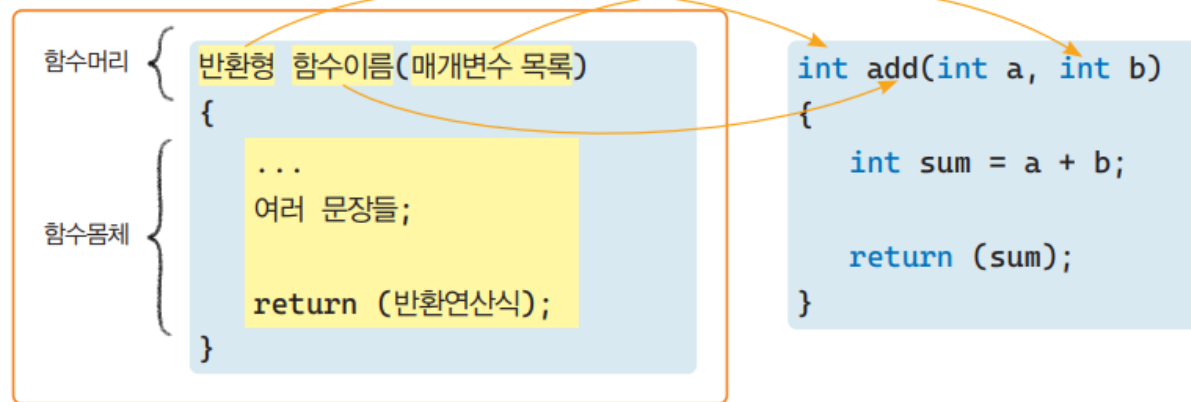 함수머리
반환형 함수이름(매개변수 목록)
{
...
여러 문장들;
함수몸체
return (반환연산식);
}
int add(int a, int b)
{
int sum = a + b;
return (sum);
}